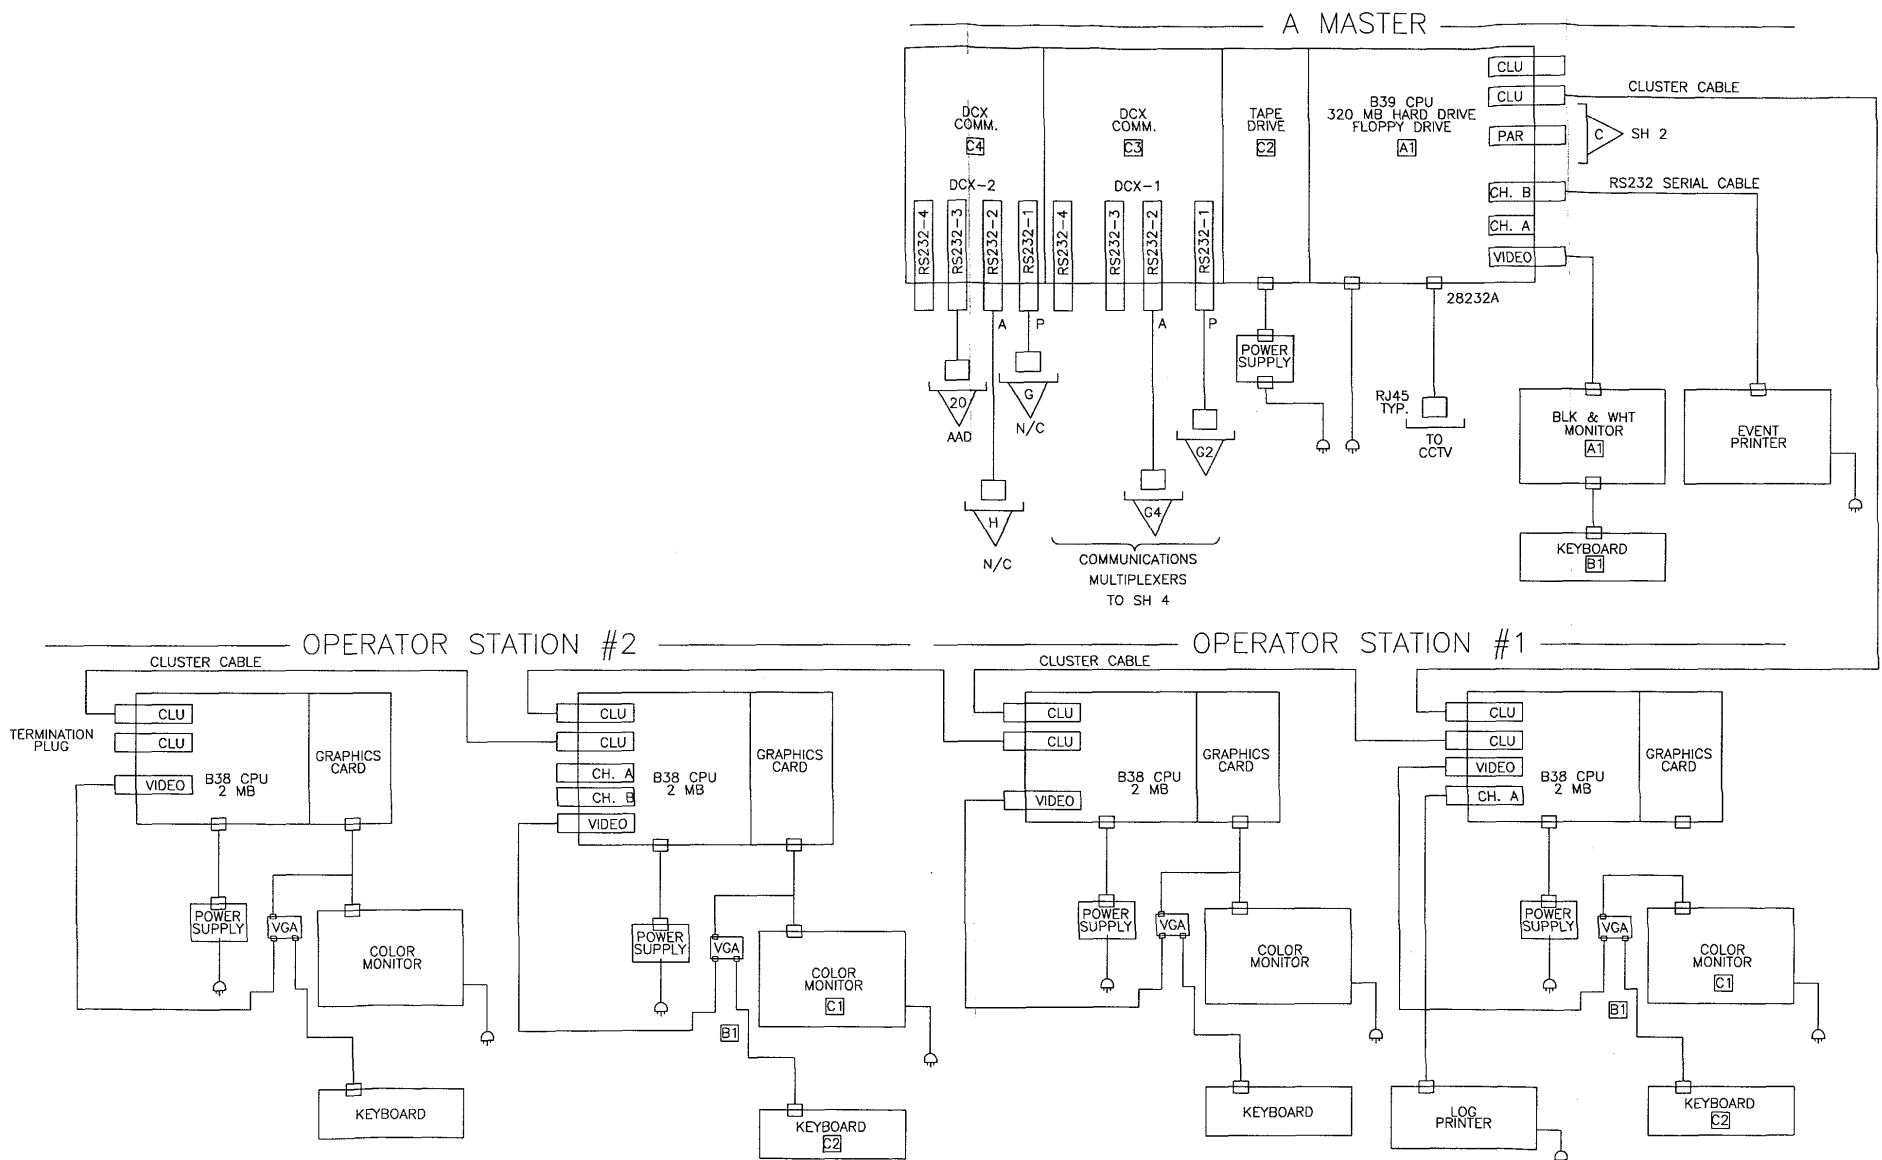 A MASTER
DCX
COMM.
C4
DCX
COMM.
C3
TAPE
DRIVE
C2
B39 CPU
320 MB HARD DRIVE
FLOPPY DRIVE
A1
CLU
CLU
PAR
CH. B
CH. A
VIDEO
CLUSTER CABLE
C
SH 2
RS232 SERIAL CABLE
DCX-2
DCX-1
RS232-4
RS232-3
RS232-2
RS232-1
RS232-4
RS232-3
RS232-2
RS232-1
28232A
A
P
A
P
POWER
SUPPLY
20
AAD
G
N/C
H
N/C
G4
G2
COMMUNICATIONS
MULTIPLEXERS
TO SH 4
RJ45
TYP.
TO
CCTV
BLK & WHT
MONITOR
A1
EVENT
PRINTER
KEYBOARD
B1
OPERATOR STATION #2
CLUSTER CABLE
TERMINATION
PLUG
CLU
CLU
VIDEO
B38 CPU
2 MB
GRAPHICS
CARD
POWER
SUPPLY
VGA
COLOR
MONITOR
KEYBOARD
CLU
CLU
CH. A
CH. B
VIDEO
B38 CPU
2 MB
GRAPHICS
CARD
POWER
SUPPLY
VGA
B1
COLOR
MONITOR
C1
KEYBOARD
C2
OPERATOR STATION #1
CLUSTER CABLE
CLU
CLU
VIDEO
B38 CPU
2 MB
GRAPHICS
CARD
POWER
SUPPLY
VGA
COLOR
MONITOR
KEYBOARD
CLU
CLU
VIDEO
CH. A
B38 CPU
2 MB
GRAPHICS
CARD
POWER
SUPPLY
VGA
B1
COLOR
MONITOR
C1
LOG
PRINTER
KEYBOARD
C2